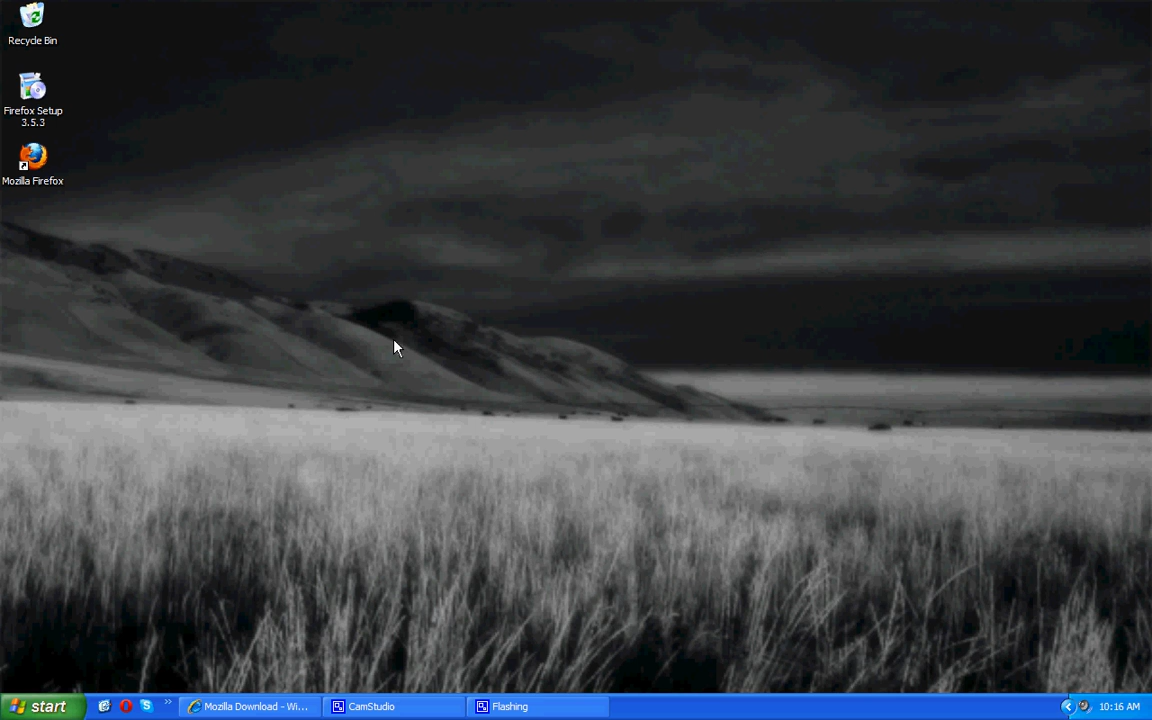 Recycle Bin
Firefox Setup
3.5.3
Mozilla Firefox
start
Mozilla Download - Wi...
CamStudio
Flashing
10:16 AM